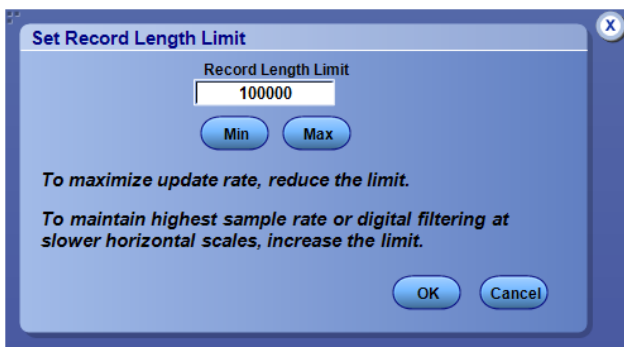 X
Set Record Length Limit
Record Length Limit
100000
Min Max
To maximize update rate, reduce the limit.
To maintain highest sample rate or digital filtering at
slower horizontal scales, increase the limit.
OK Cancel